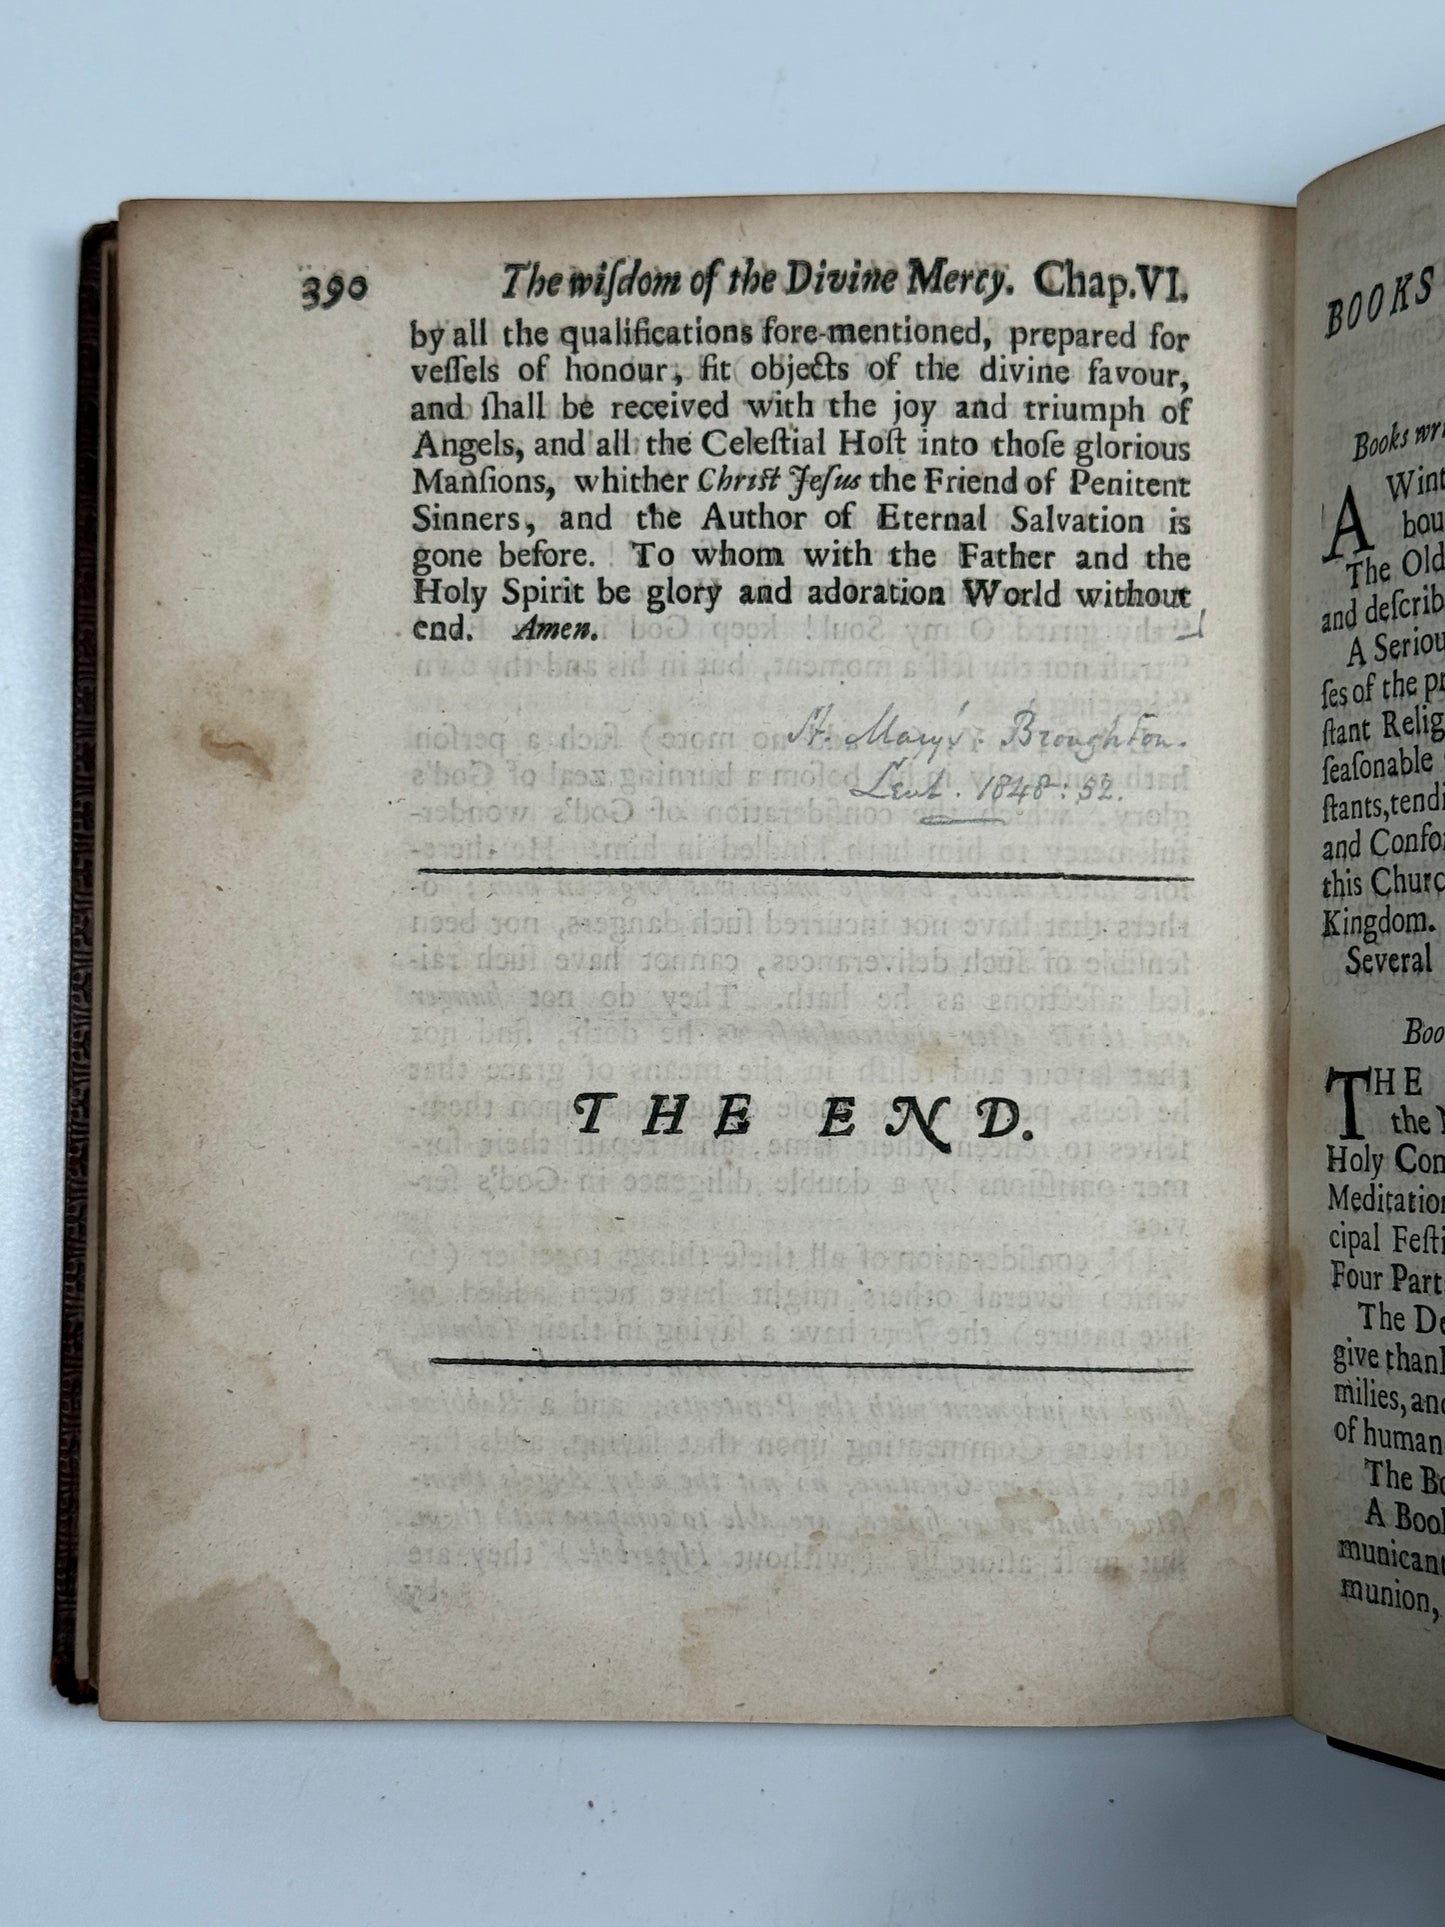 390 The wiſdom of the Divine Mercy. Chap.VI.
by all the qualifications fore-mentioned, prepared for
veſſels of honour, fit objects of the divine favour,
and ſhall be received with the joy and triumph of
Angels, and all the Celeſtial Hoſt into thoſe glorious
Manſions, whither Chriſt Jeſus the Friend of Penitent
Sinners, and the Author of Eternal Salvation is
gone before. To whom with the Father and the
Holy Spirit be glory and adoration World without
end. Amen.
St. Mary's. Broughton.
Lent. 1848: 52.
THE END.
BOOKS
Books wri
A Wint
bou
The Old
and deſcrib
A Seriou
ſes of the pr
ſtant Relig
ſeaſonable
ſtants, tendi
and Confo
this Churc
Kingdom.
Several
Boo
THE
the
Holy Com
Meditation
cipal Feſti
Four Part
The De
give thank
milies, and
of human
The Bo
A Book
municant
munion,